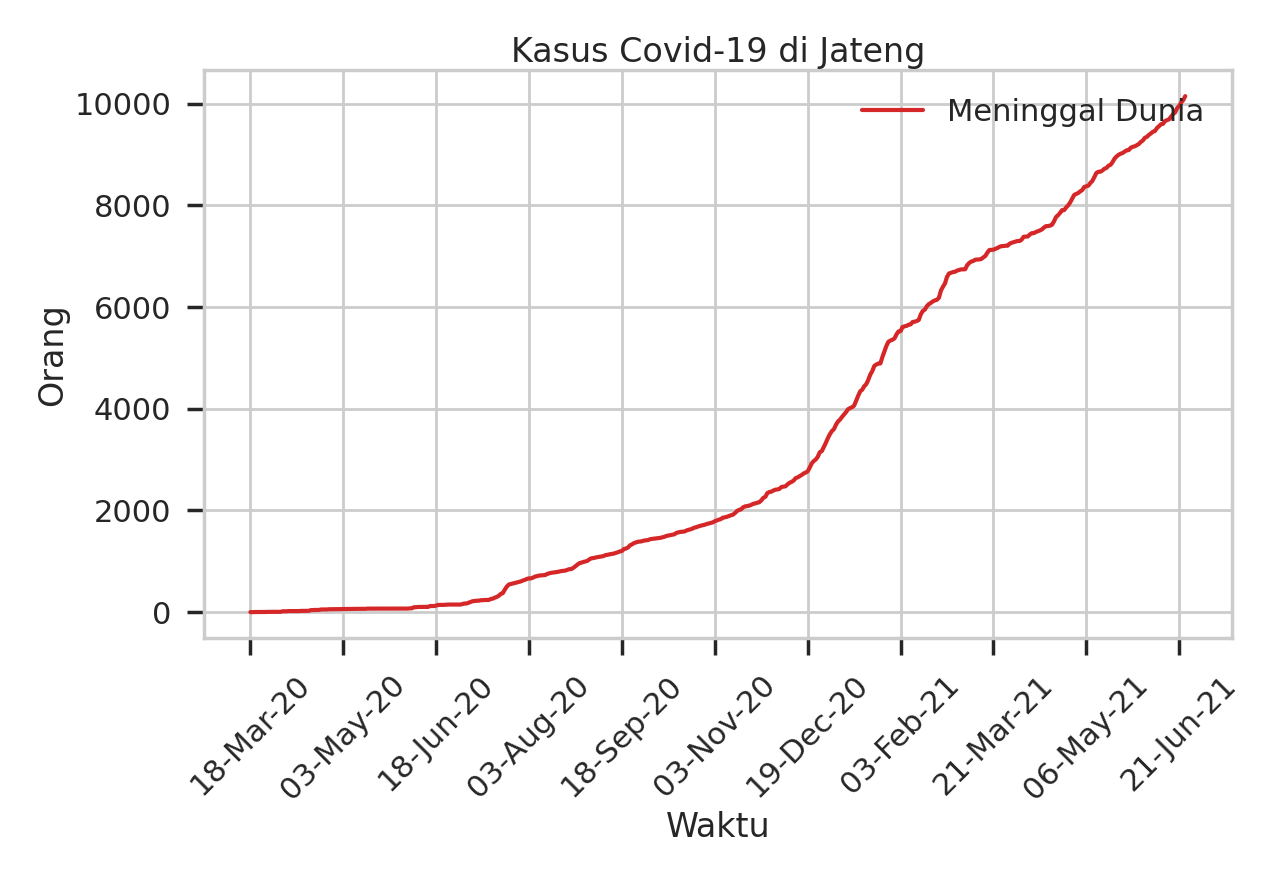 Kasus Covid-19 di Jateng
Meninggal Dunia
10000
8000
6000
4000
2000
0
Orang
18-Mar-20
03-May-20
18-Jun-20
03-Aug-20
18-Sep-20
03-Nov-20
19-Dec-20
03-Feb-21
21-Mar-21
06-May-21
21-Jun-21
Waktu